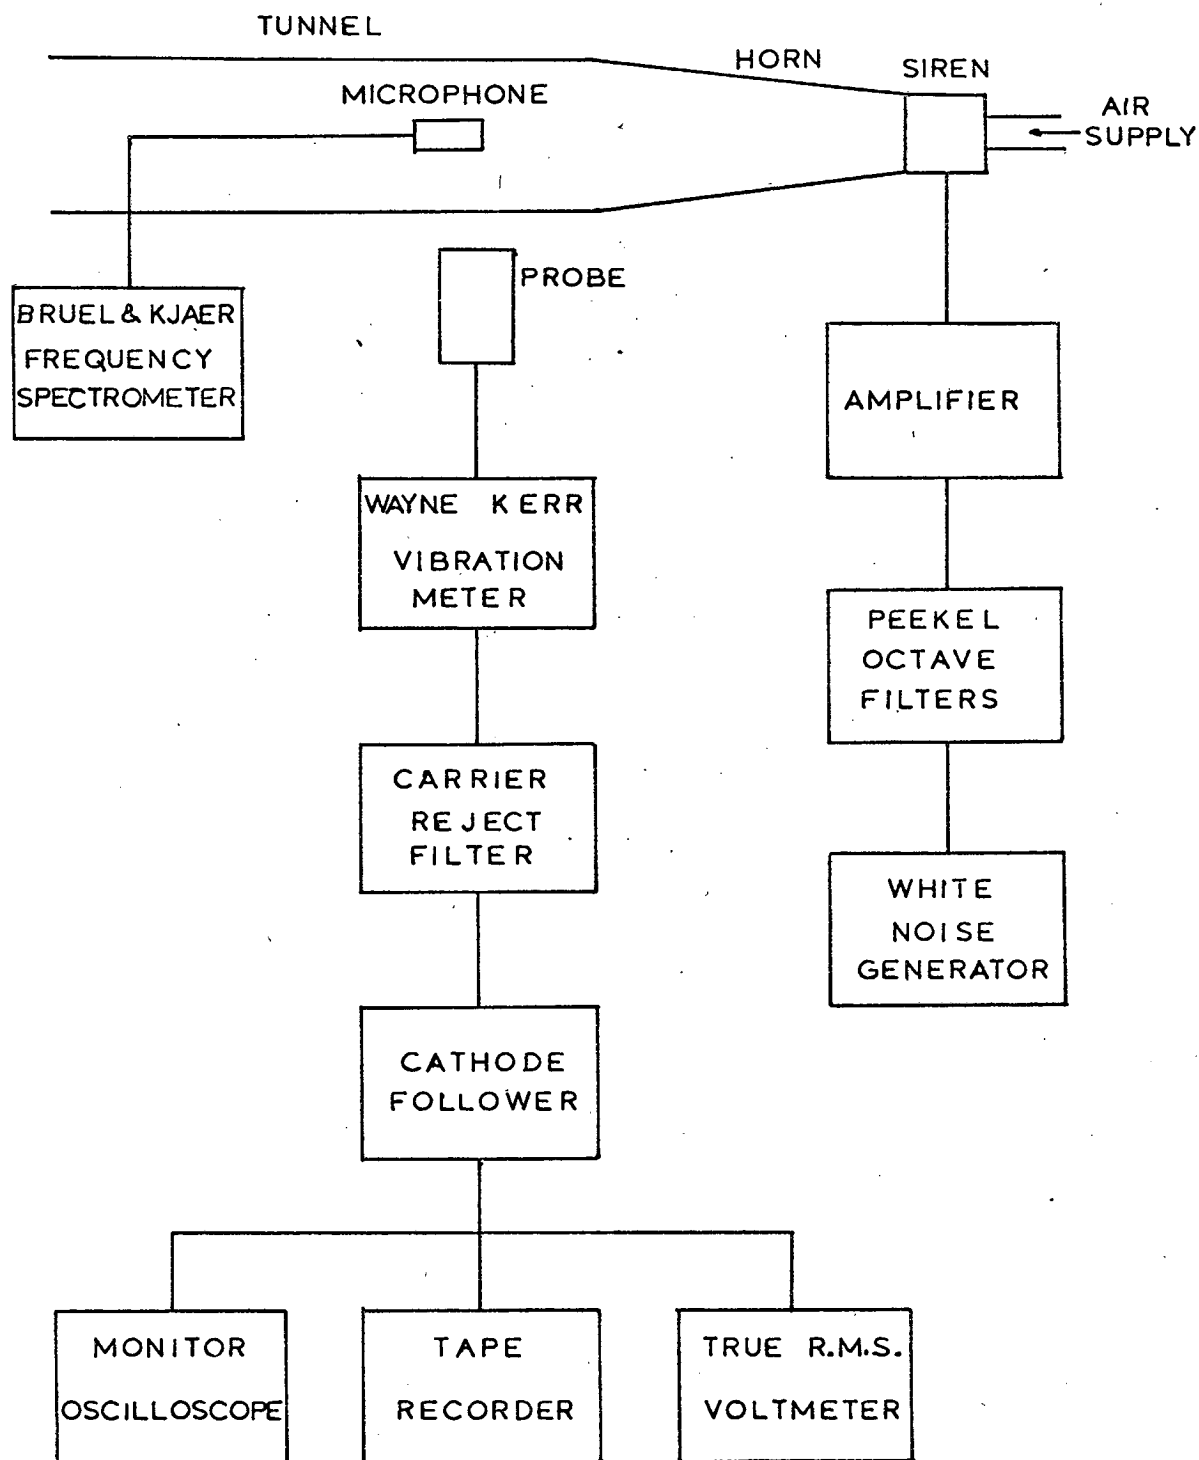 TUNNEL
HORN
SIREN
MICROPHONE
AIR
SUPPLY
PROBE
BRUEL & KJAER
FREQUENCY
SPECTROMETER
AMPLIFIER
WAYNE KERR
VIBRATION
METER
PEEKEL
OCTAVE
FILTERS
CARRIER
REJECT
FILTER
WHITE
NOISE
GENERATOR
CATHODE
FOLLOWER
MONITOR
OSCILLOSCOPE
TAPE
RECORDER
TRUE R.M.S.
VOLTMETER